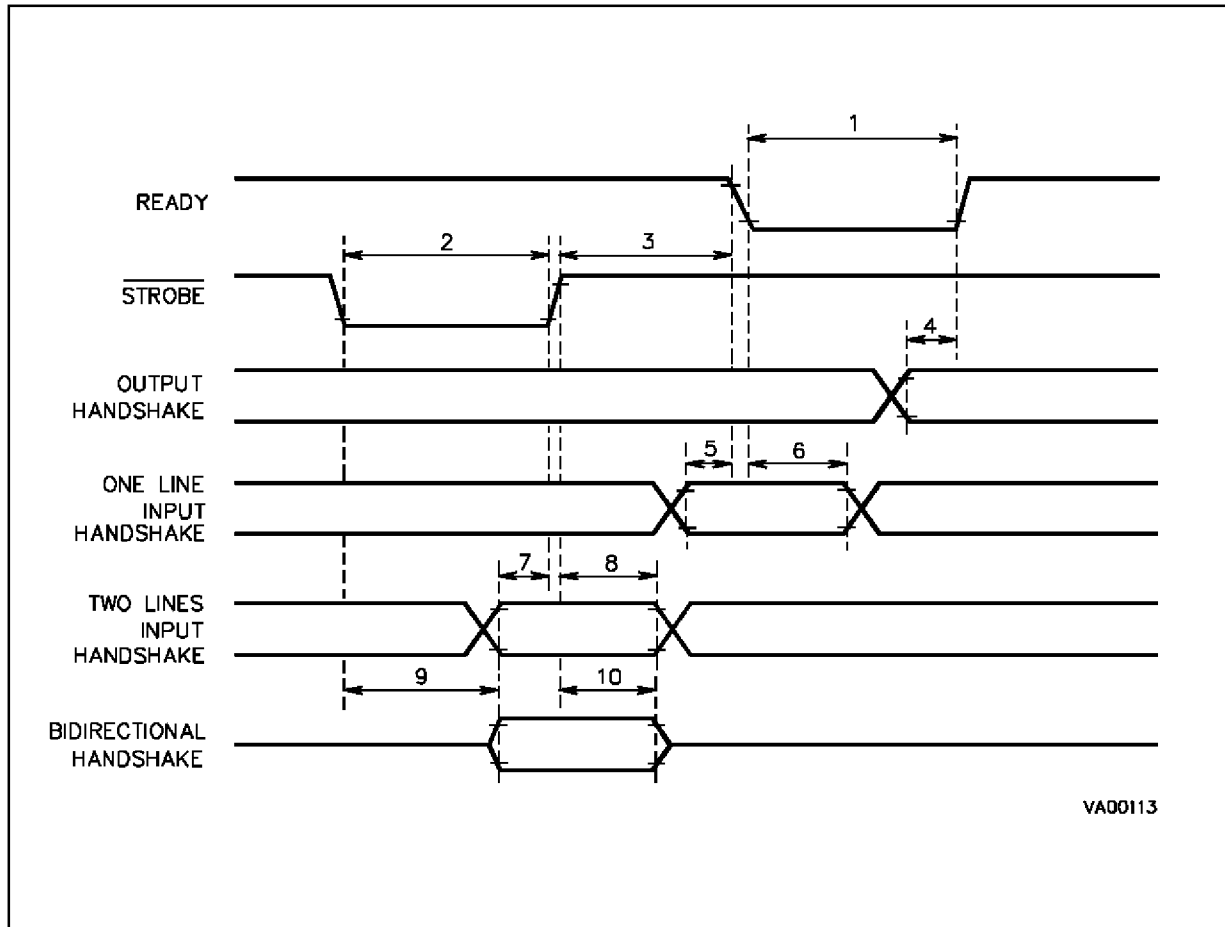 1
READY
2
3
STROBE
4
OUTPUT
HANDSHAKE
5
6
ONE LINE
INPUT
HANDSHAKE
7
8
TWO LINES
INPUT
HANDSHAKE
9
10
BIDIRECTIONAL
HANDSHAKE
VA00113